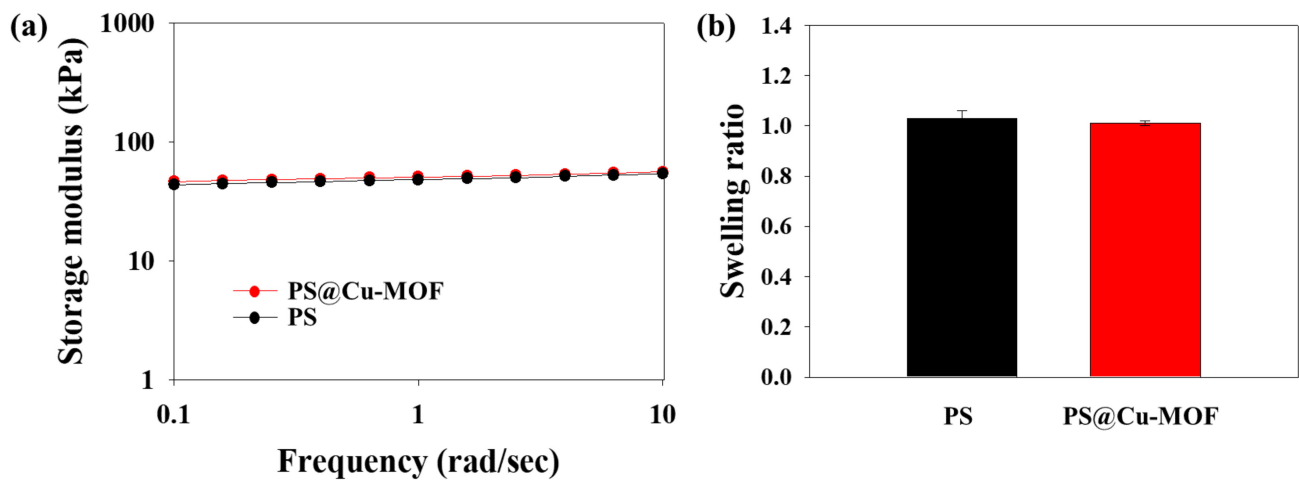 (a)
Storage modulus (kPa)
1000
100
10
1
PS@Cu-MOF
PS
0.1 1 10
Frequency (rad/sec)
(b)
Swelling ratio
1.4
1.2
1.0
0.8
0.6
0.4
0.2
0.0
PS PS@Cu-MOF